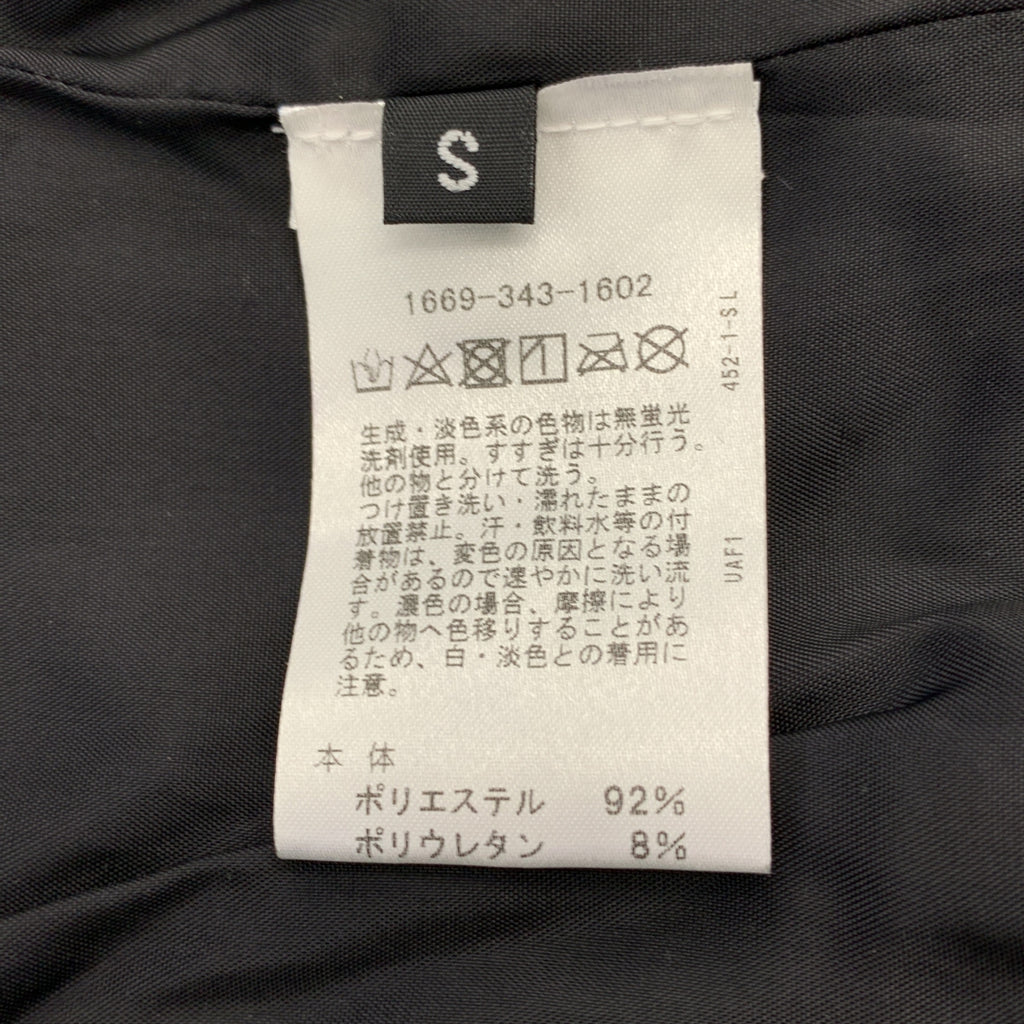 S
1669-343-1602
生成・淡色系の色物は無蛍光
洗剤使用。すすぎは十分行う。
他の物と分けて洗う。
つけ置き洗い・濡れたままの
放置禁止。汗・飲料水等の付
着物は、変色の原因となる場
合があるので速やかに洗い流
す。濃色の場合、摩擦により
他の物へ色移りすることがあ
るため、白・淡色との着用に
注意。
本 体
ポリエステル 92%
ポリウレタン 8%
452-1-SL
UAF1